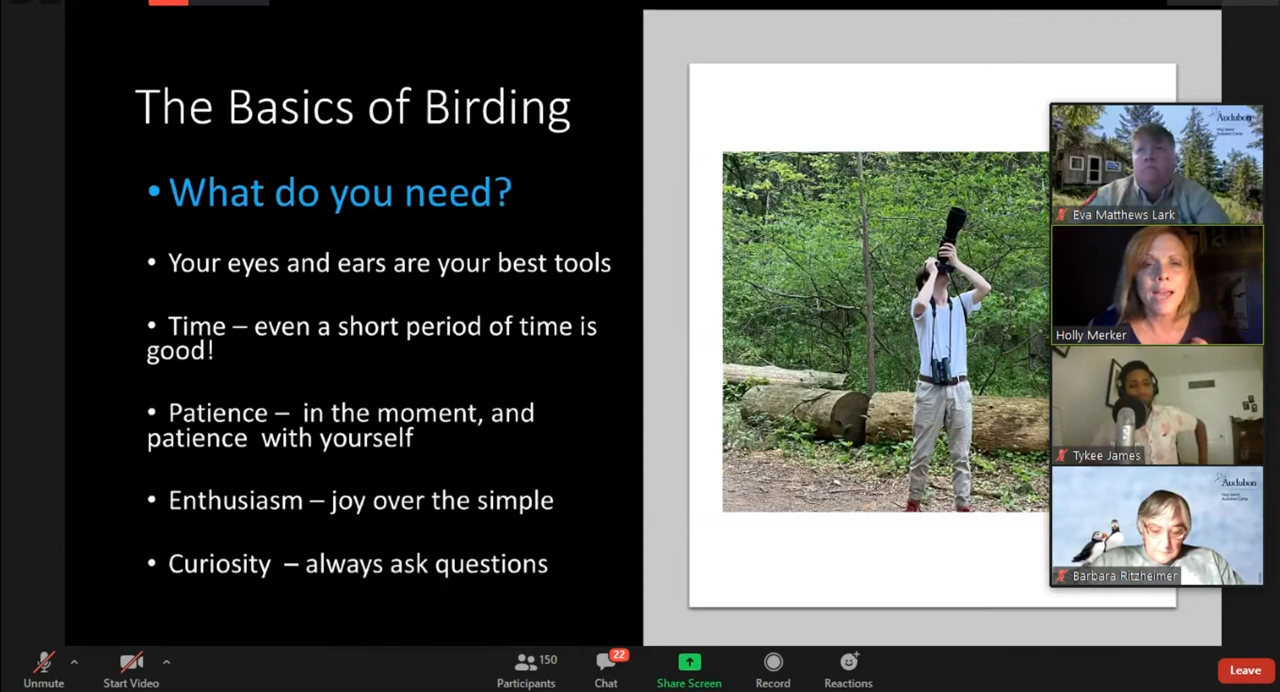 The Basics of Birding
• What do you need?
• Your eyes and ears are your best tools
• Time – even a short period of time is
good!
• Patience – in the moment, and
patience with yourself
• Enthusiasm – joy over the simple
• Curiosity – always ask questions
Audubon
Eva Matthews Lark
Holly Merker
Tykee James
Audubon
Barbara Ritzheimer
Unmute
Start Video
150
Participants
22
Chat
Share Screen
Record
Reactions
Leave